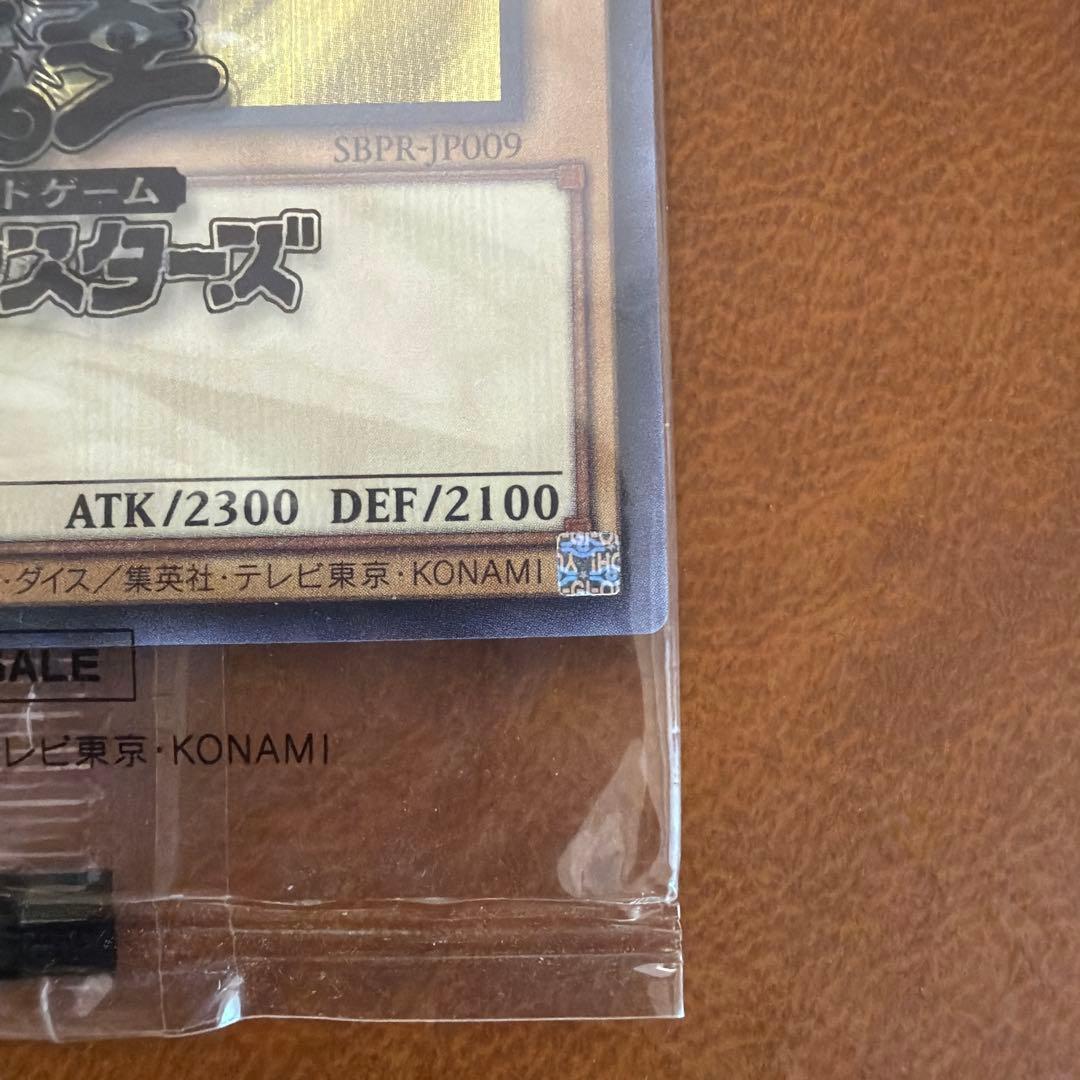 SBPR-JP009
ドゲーム
スターズ
ATK/2300 DEF/2100
・ダイス／集英社・テレビ東京・KONAMI
SALE
レビ東京・KONAMI